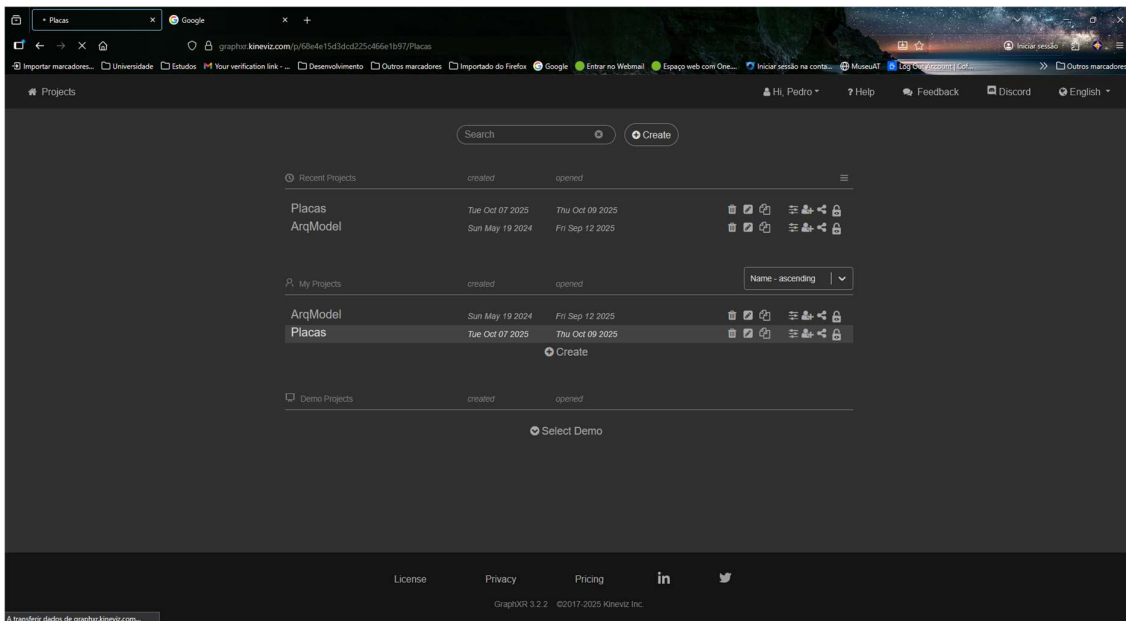 Placas
Google
graphxr.kineviz.com/p/68e4e15d3dcd225c466e1b97/Placas
Iniciar sessão
Importar marcadores...
Universidade
Estudos
Your verification link - ...
Desenvolvimento
Outros marcadores
Importado do Firefox
Google
Entrar no Webmail
Espaço web com One...
Iniciar sessão na conta...
MuseuAT
Log Out Account | Cof...
Outros marcadores
Projects
Hi, Pedro
? Help
Feedback
Discord
English
Search
Create
Recent Projects created opened
Placas Tue Oct 07 2025 Thu Oct 09 2025
ArqModel Sun May 19 2024 Fri Sep 12 2025
Name - ascending
My Projects created opened
ArqModel Sun May 19 2024 Fri Sep 12 2025
Placas Tue Oct 07 2025 Thu Oct 09 2025
Create
Demo Projects created opened
Select Demo
License Privacy Pricing in
GraphXR 3.2.2 ©2017-2025 Kineviz Inc.
A transferir dados de graphxr.kineviz.com...